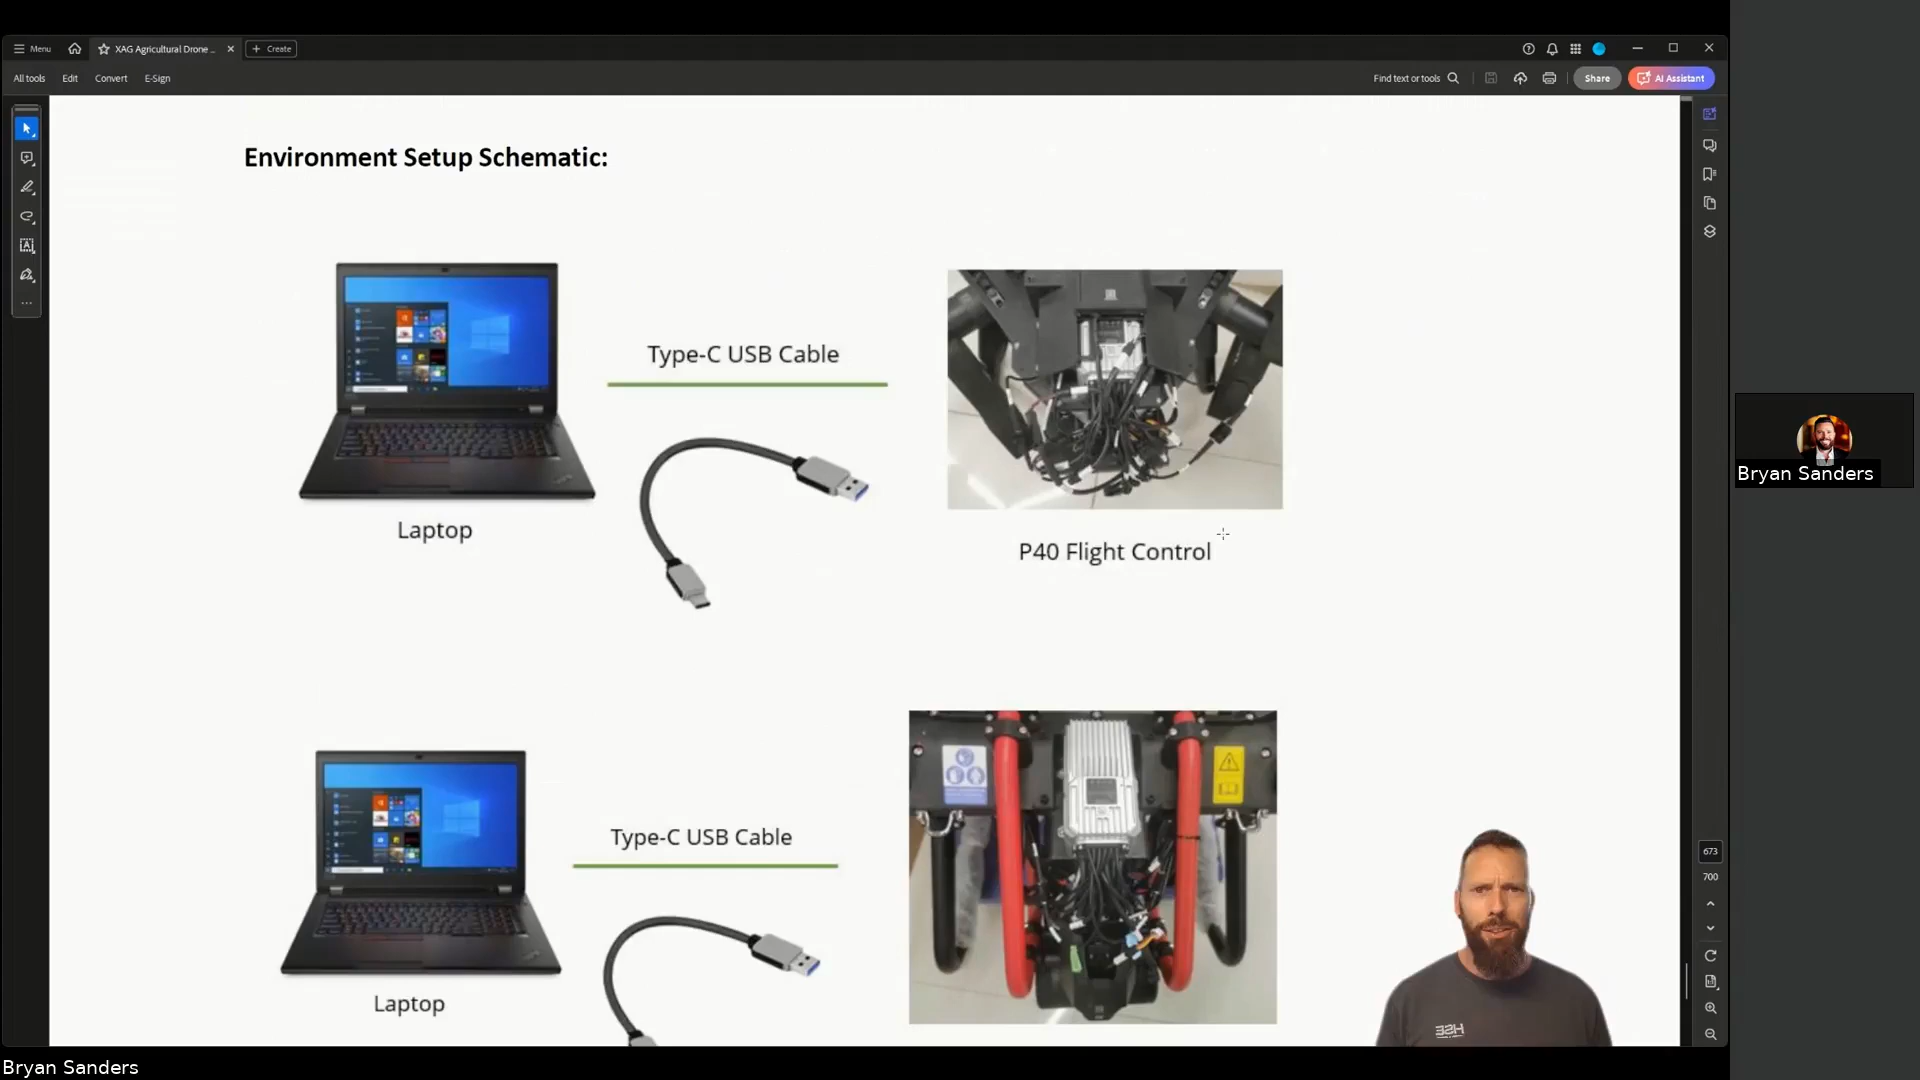 Menu
XAG Agricultural Drone ...
Create
All tools
Edit
Convert
E-Sign
Find text or tools
Share
AI Assistant
Environment Setup Schematic:
Type-C USB Cable
Laptop
P40 Flight Control
Type-C USB Cable
Laptop
HSE
673
700
Bryan Sanders
Bryan Sanders